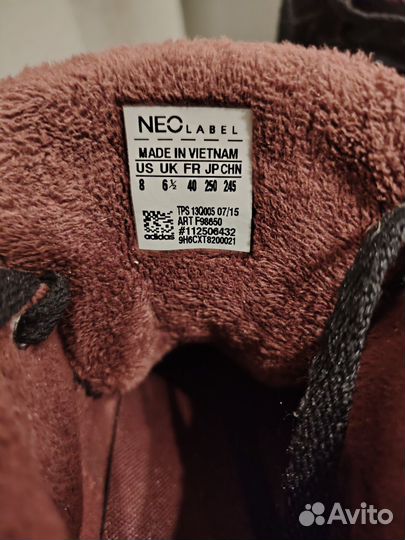 NEO LABEL
MADE IN VIETNAM
US UK FR JP CHN
8 6½ 40 250 245
TPS 13Q005 07/15
ART F98650
#112506432
9H6CXT8200021
adidas
Avito